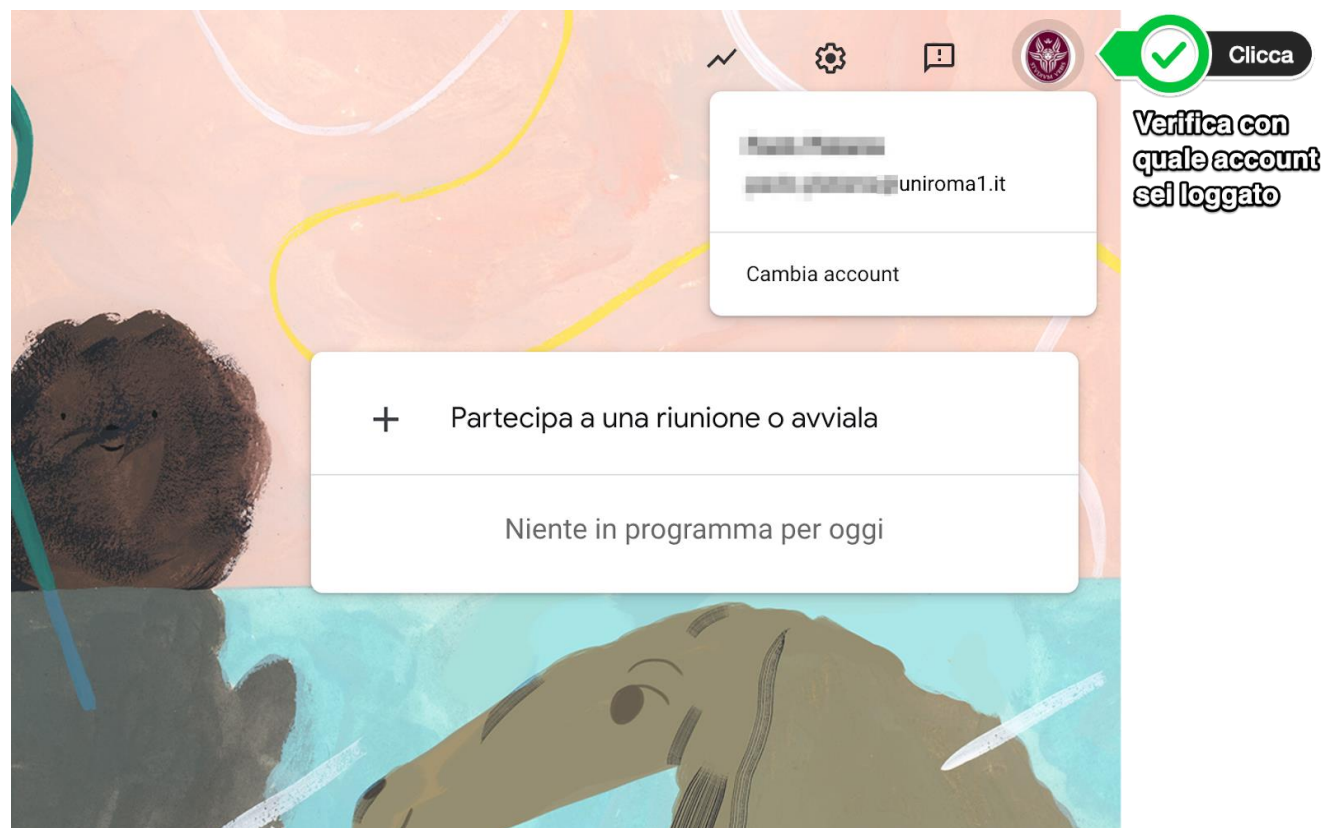 Clicca
Verifica con
quale account
sei loggato
uniroma1.it
Cambia account
Partecipa a una riunione o avviala
Niente in programma per oggi